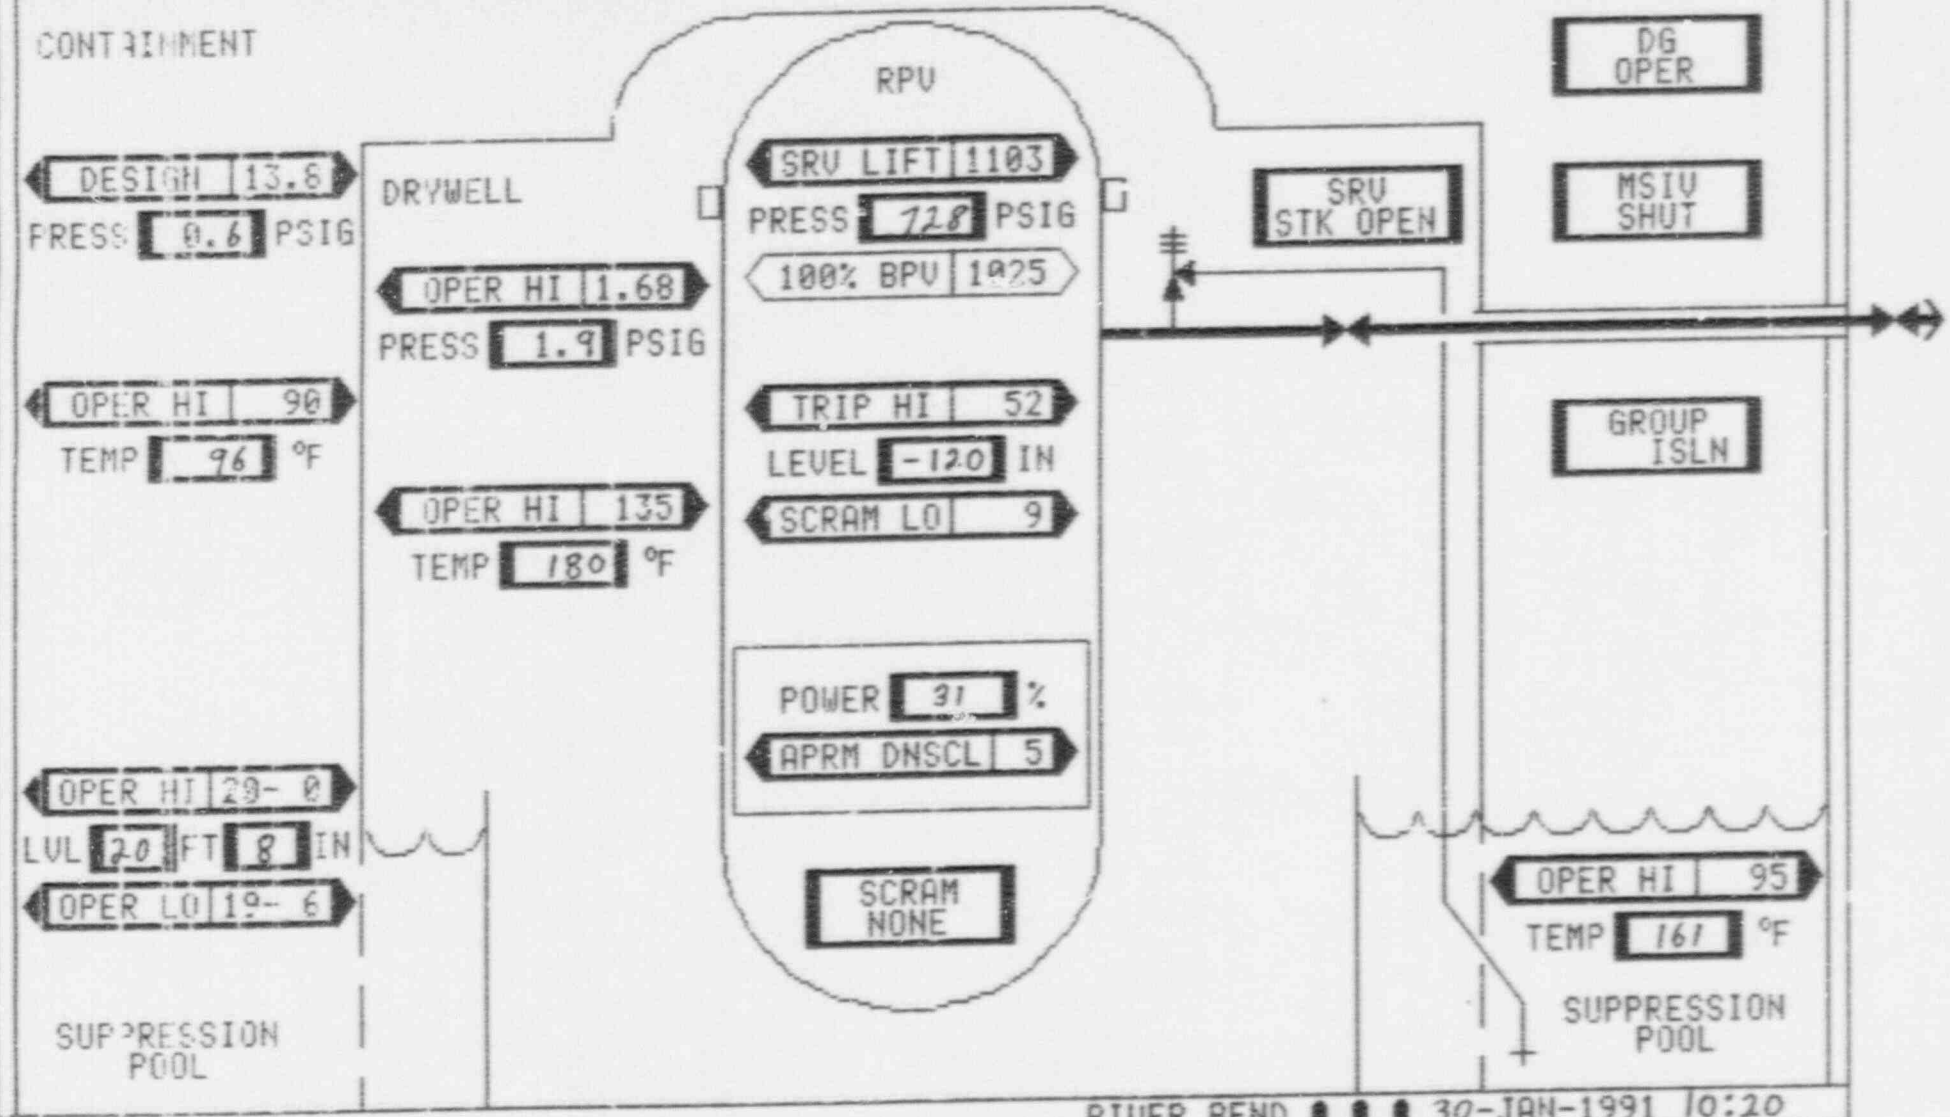 CONTAINMENT
DESIGN 13.8
PRESS 0.6 PSIG
OPER HI 90
TEMP 96 °F
OPER HI 20- 0
LVL 20 FT 8 IN
OPER LO 19- 6
SUPPRESSION
POOL
DRYWELL
OPER HI 1.68
PRESS 1.9 PSIG
OPER HI 135
TEMP 180 °F
RPV
SRV LIFT 1103
PRESS 728 PSIG
100% BPV 1025
TRIP HI 52
LEVEL -120 IN
SCRAM LO 9
POWER 31 %
APRM DNSCL 5
SCRAM
NONE
SRV
STK OPEN
DG
OPER
MSIV
SHUT
GROUP
ISLN
OPER HI 95
TEMP 161 °F
SUPPRESSION
POOL
RIVER BEND 30-JAN-1991 10:20